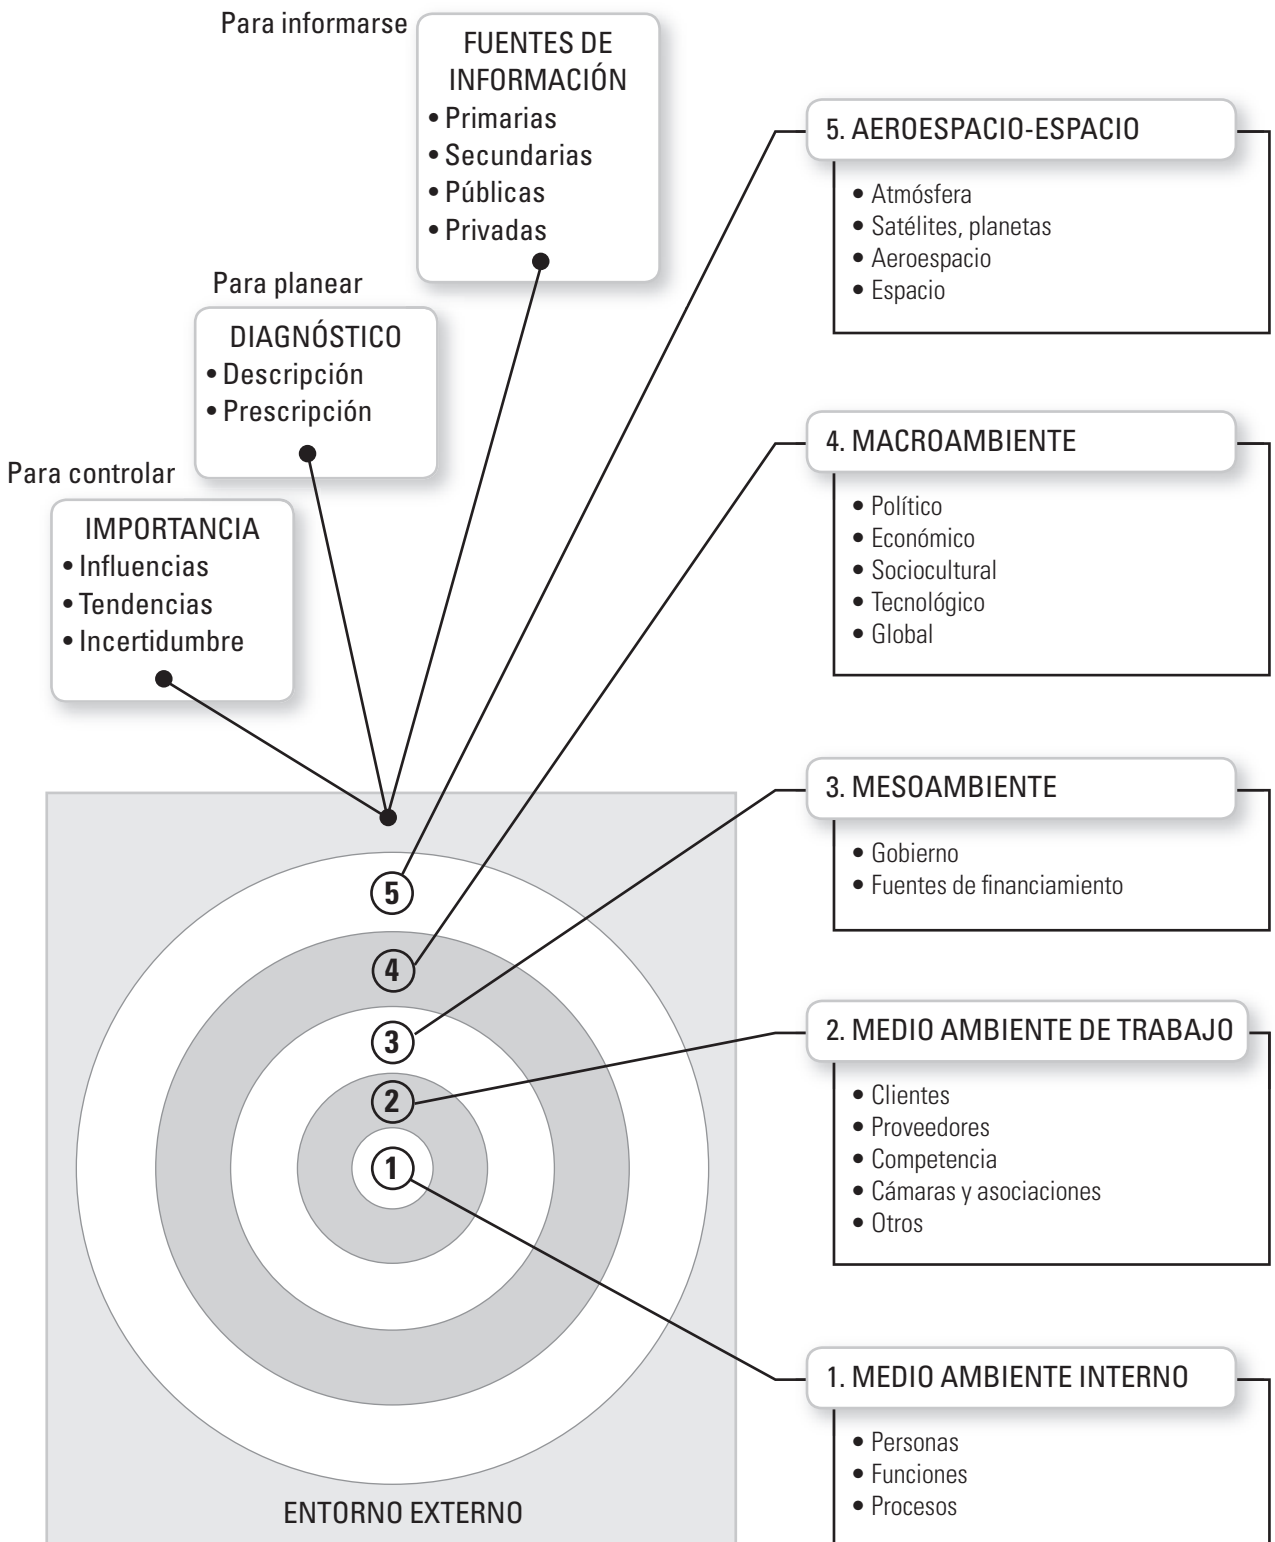 Para informarse
FUENTES DE
INFORMACIÓN
• Primarias
• Secundarias
• Públicas
• Privadas
Para planear
DIAGNÓSTICO
• Descripción
• Prescripción
Para controlar
IMPORTANCIA
• Influencias
• Tendencias
• Incertidumbre
5. AEROESPACIO-ESPACIO
• Atmósfera
• Satélites, planetas
• Aeroespacio
• Espacio
4. MACROAMBIENTE
• Político
• Económico
• Sociocultural
• Tecnológico
• Global
3. MESOAMBIENTE
• Gobierno
• Fuentes de financiamiento
2. MEDIO AMBIENTE DE TRABAJO
• Clientes
• Proveedores
• Competencia
• Cámaras y asociaciones
• Otros
1. MEDIO AMBIENTE INTERNO
• Personas
• Funciones
• Procesos
5
4
3
2
1
ENTORNO EXTERNO